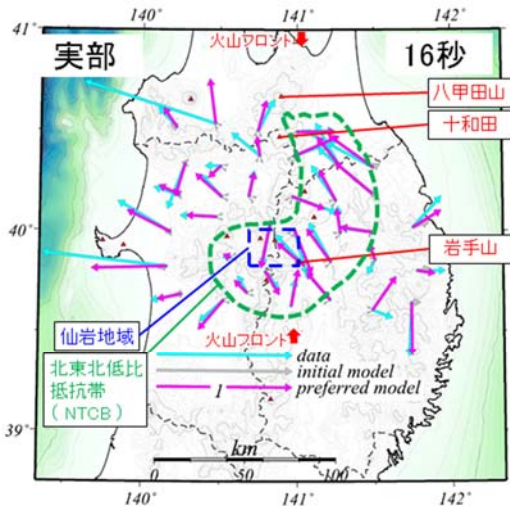 140° 141° 142°
41°
実部
火山フロント
16秒
八甲田山
十和田
40°
40°
岩手山
仙岩地域
火山フロント
北東北低比
抵抗帯
（NTCB）
data
initial model
1
preferred model
39°
39°
km
0 50 100
140° 141° 142°